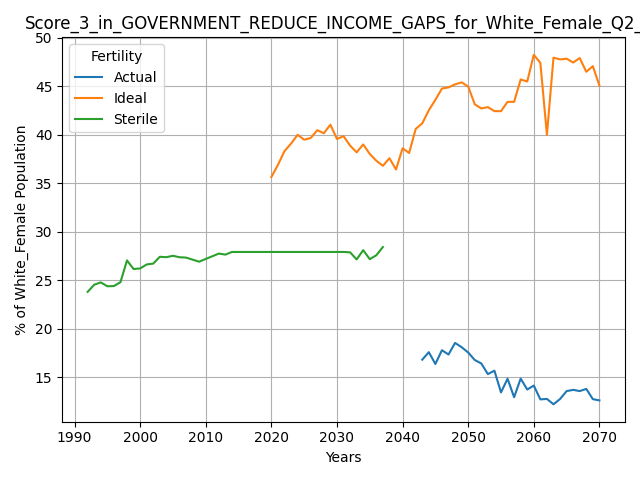 Score_3_in_GOVERNMENT_REDUCE_INCOME_GAPS_for_White_Female_Q2_
Fertility
Actual
Ideal
Sterile
% of White_Female Population
50
45
40
35
30
25
20
15
1990 2000 2010 2020 2030 2040 2050 2060 2070
Years